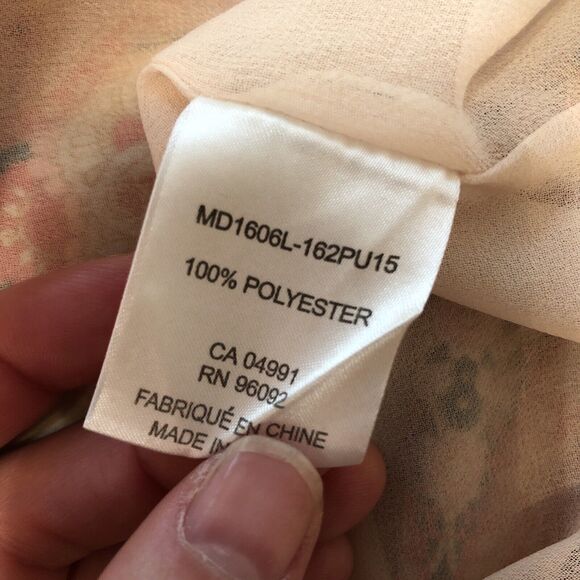 MD1606L-162PU15
100% POLYESTER
CA 04991
RN 96092
FABRIQUÉ EN CHINE
MADE IN